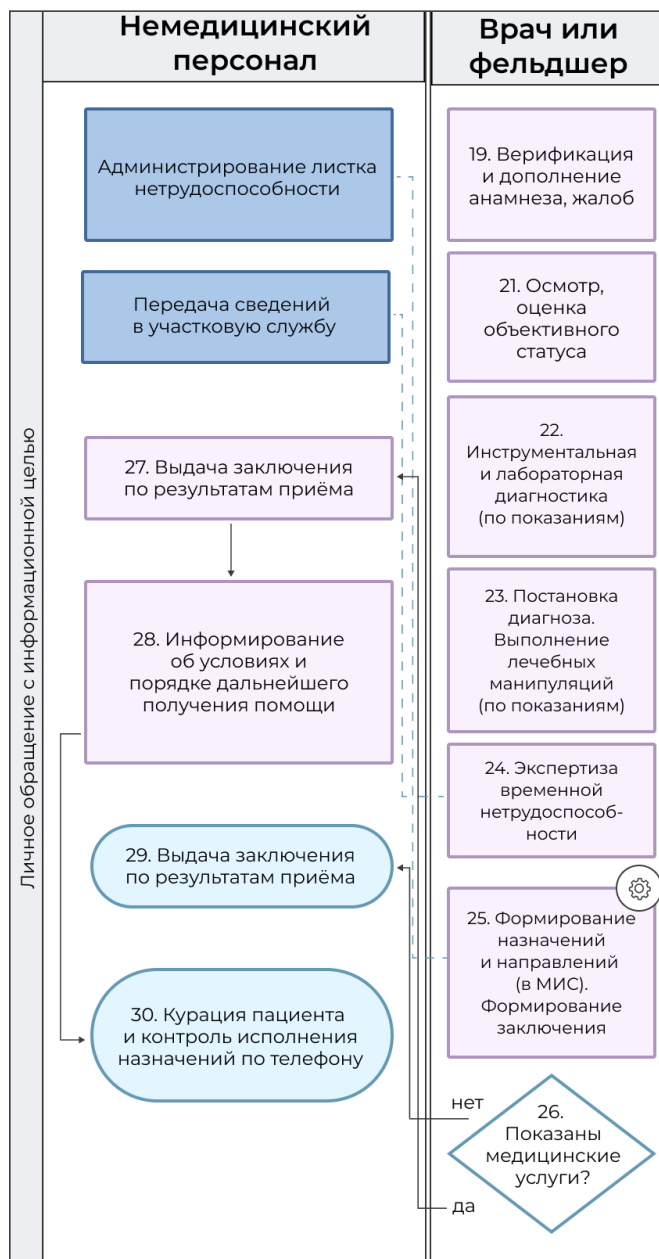 Немедицинский
персонал
Врач или
фельдшер
Личное обращение с информационной целью
Администрирование листка
нетрудоспособности
Передача сведений
в участковую службу
27. Выдача заключения
по результатам приёма
28. Информирование
об условиях и
порядке дальнейшего
получения помощи
29. Выдача заключения
по результатам приёма
30. Курация пациента
и контроль исполнения
назначений по телефону
19. Верификация
и дополнение
анамнеза, жалоб
21. Осмотр,
оценка
объективного
статуса
22.
Инструментальная
и лабораторная
диагностика
(по показаниям)
23. Постановка
диагноза.
Выполнение
лечебных
манипуляций
(по показаниям)
24. Экспертиза
временной
нетрудоспособ-
ности
25. Формирование
назначений
и направлений
(в МИС).
Формирование
заключения
нет
26.
Показаны
медицинские
услуги?
да